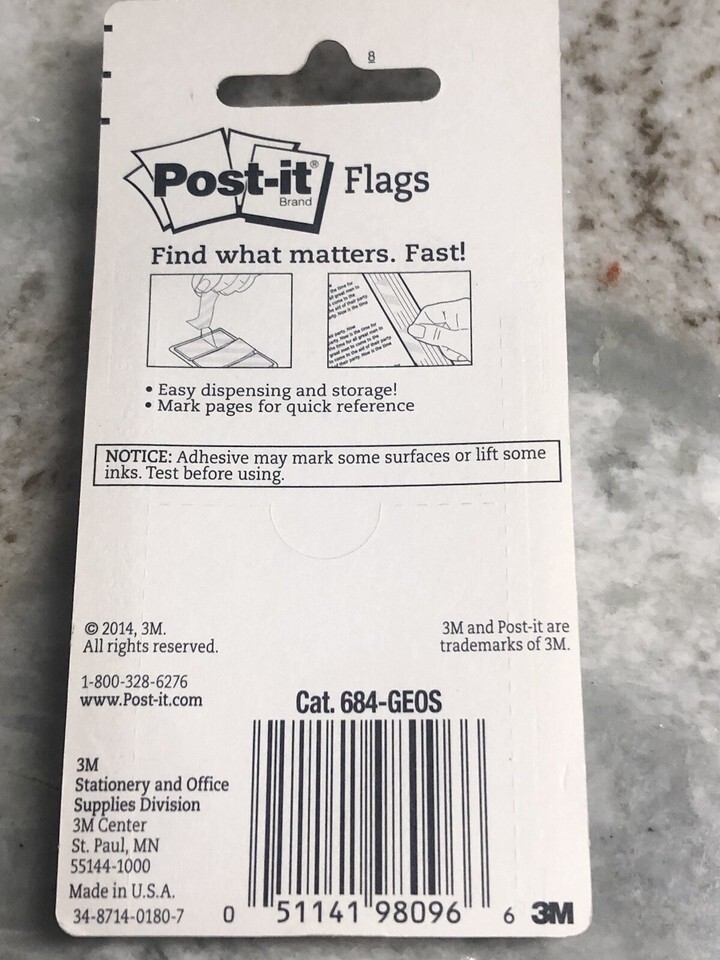 8
Post-it® Flags
Brand
Find what matters. Fast!
• Easy dispensing and storage!
• Mark pages for quick reference
NOTICE: Adhesive may mark some surfaces or lift some
inks. Test before using.
© 2014, 3M.
All rights reserved.
3M and Post-it are
trademarks of 3M.
1-800-328-6276
www.Post-it.com
Cat. 684-GEOS
3M
Stationery and Office
Supplies Division
3M Center
St. Paul, MN
55144-1000
Made in U.S.A.
34-8714-0180-7
0 51141 98096 6 3M